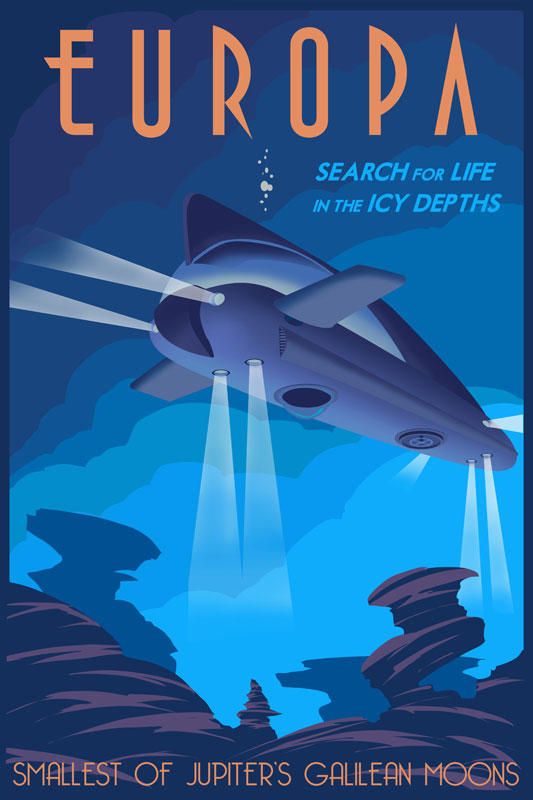 EUROPA
SEARCH FOR LIFE
IN THE ICY DEPTHS
SMALLEST OF JUPITER'S GALILEAN MOONS